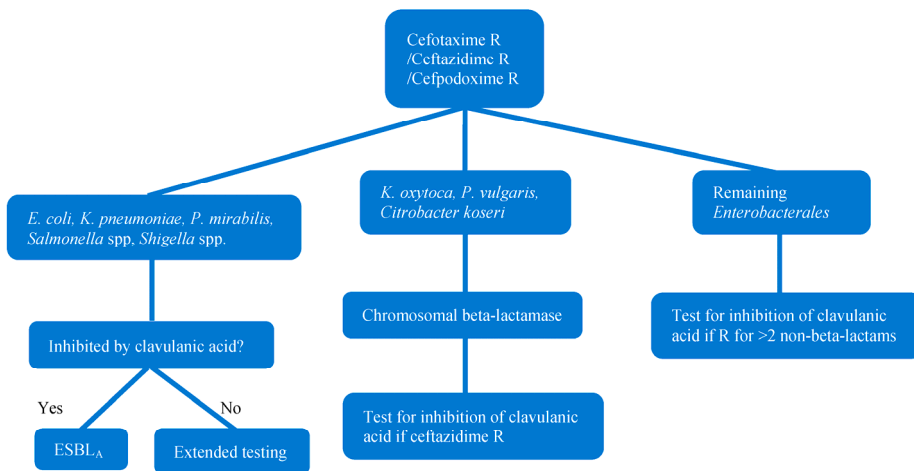 Cefotaxime R
/Ceftazidime R
/Cefpodoxime R
E. coli, K. pneumoniae, P. mirabilis,
Salmonella spp, Shigella spp.
K. oxytoca, P. vulgaris,
Citrobacter koseri
Remaining
Enterobacterales
Chromosomal beta-lactamase
Test for inhibition of clavulanic
acid if R for >2 non-beta-lactams
Inhibited by clavulanic acid?
Yes
No
Test for inhibition of clavulanic
acid if ceftazidime R
ESBLA
Extended testing